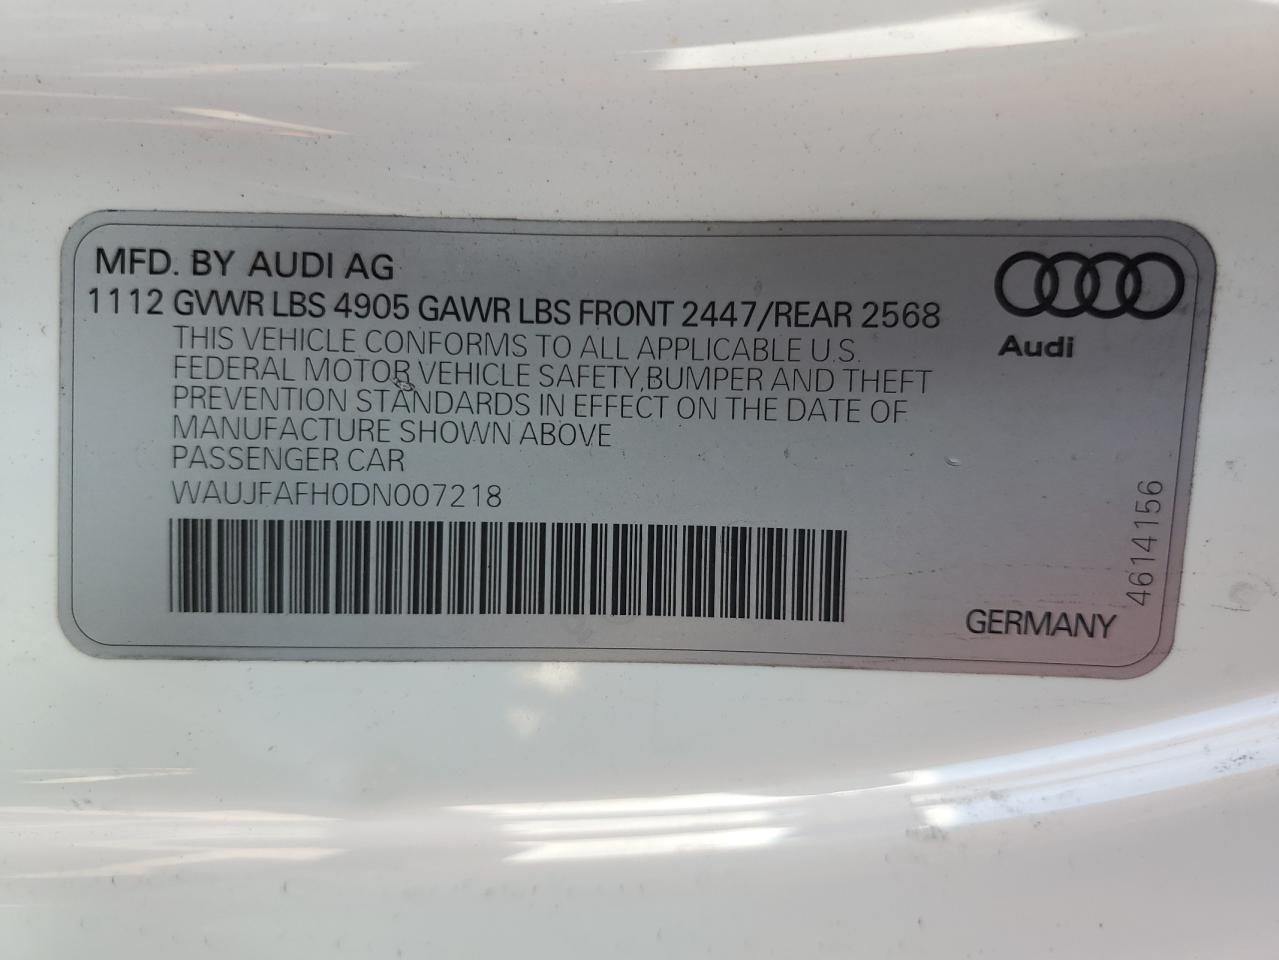 MFD. BY AUDI AG
1112 GVWR LBS 4905 GAWR LBS FRONT 2447/REAR 2568
THIS VEHICLE CONFORMS TO ALL APPLICABLE U.S.
FEDERAL MOTOR VEHICLE SAFETY,BUMPER AND THEFT
PREVENTION STANDARDS IN EFFECT ON THE DATE OF
MANUFACTURE SHOWN ABOVE
PASSENGER CAR
WAUJFAFH0DN007218
Audi
GERMANY
4614156